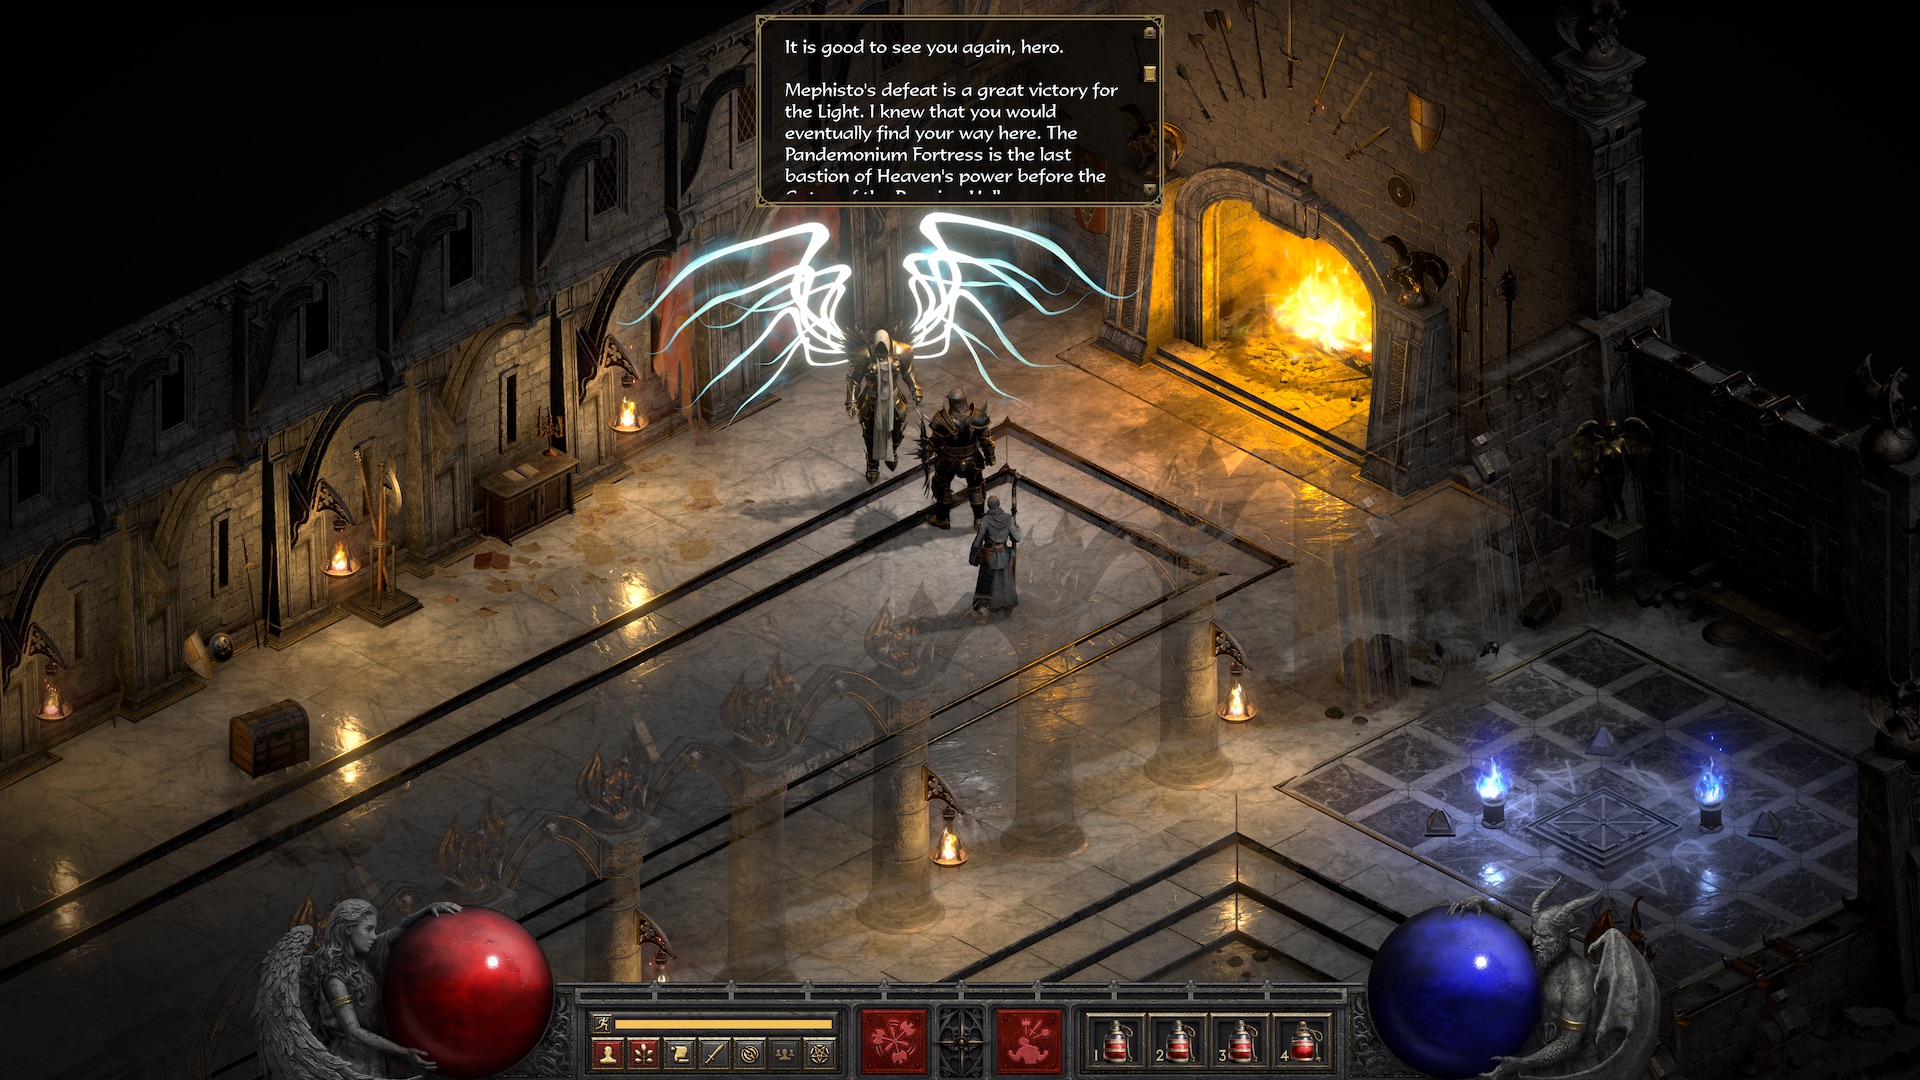 It is good to see you again, hero.
Mephisto's defeat is a great victory for
the Light. I knew that you would
eventually find your way here. The
Pandemonium Fortress is the last
bastion of Heaven's power before the
1
2
3
4